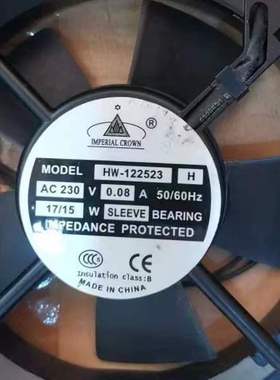 ®
IMPERIAL CROWN
MODEL HW-122523 H
AC 230 V 0.08 A 50/60Hz
17/15 W SLEEVE BEARING
IMPEDANCE PROTECTED
CCC
Insulation class:B
MADE IN CHINA